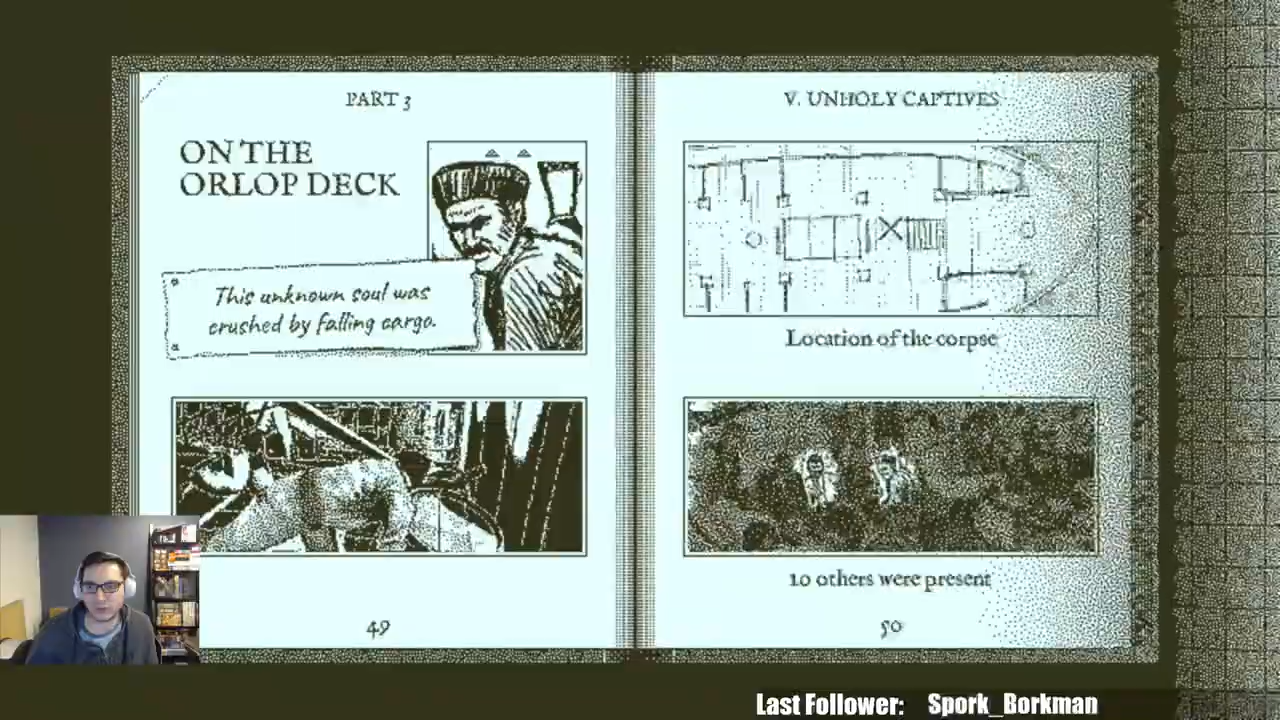 PART 3
ON THE
ORLOP DECK
This unknown soul was
crushed by falling cargo.
49
V. UNHOLY CAPTIVES
Location of the corpse
10 others were present
50
Last Follower: Spork_Borkman